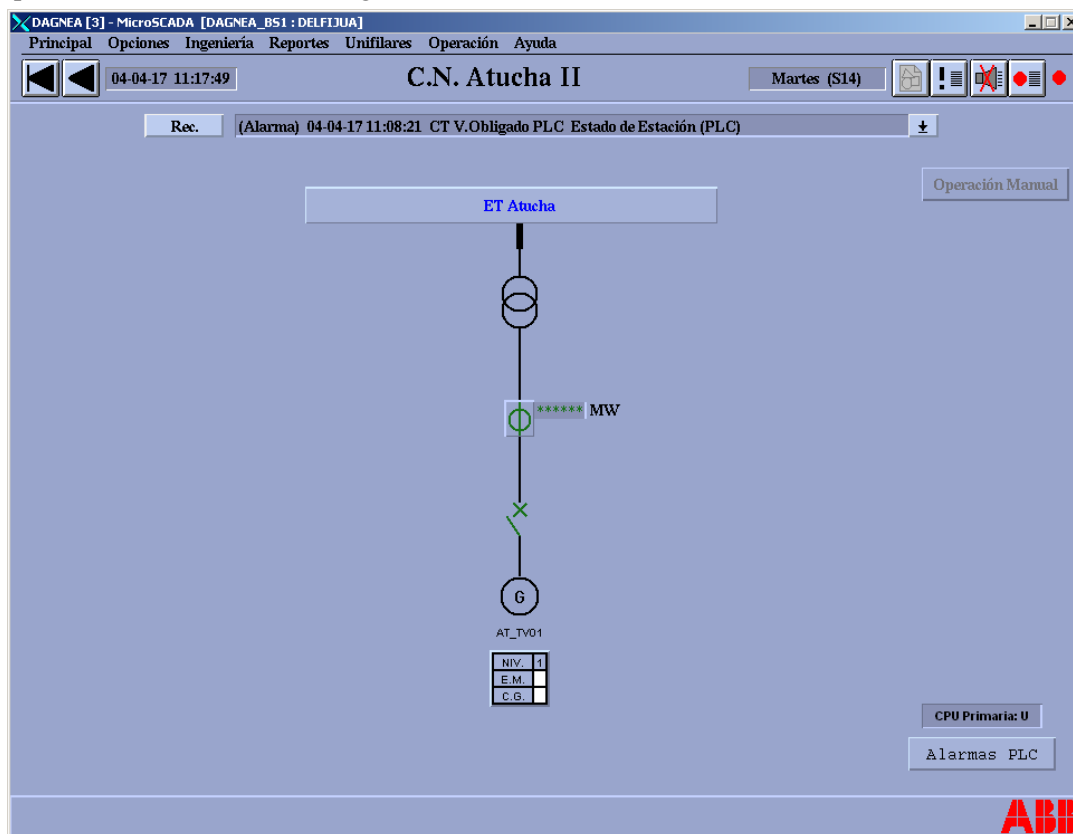 DAGNEA [3] - MicroSCADA [DAGNEA_BS1 : DELFIJUA]
Principal Opciones Ingeniería Reportes Unifilares Operación Ayuda
04-04-17 11:17:49 C.N. Atucha II Martes (S14)
Rec. (Alarma) 04-04-17 11:08:21 CT V.Obligado PLC Estado de Estación (PLC)
Operación Manual
ET Atucha
****** MW
G
AT_TV01
NIV. 1
E.M.
C.G.
CPU Primaria: U
Alarmas PLC
ABB